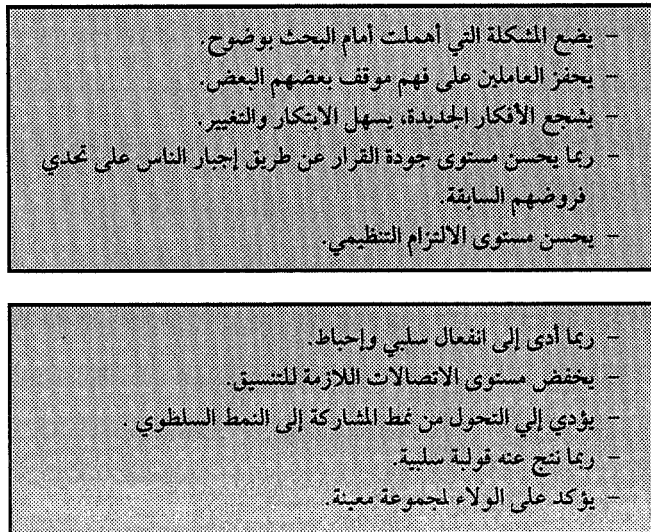 – يضع المشكلة التي أهملت أمام البحث بوضوح.
– يحفز العاملين على فهم موقف بعضهم البعض.
– يشجع الأفكار الجديدة، يسهل الابتكار والتغيير.
– ربما يحسن مستوى جودة القرار عن طريق إجبار الناس على تحدي
فروضهم السابقة.
– يحسن مستوى الالتزام التنظيمي.
– ربما أدى إلى انفعال سلبي وإحباط.
– يخفض مستوى الاتصالات اللازمة للتنسيق.
– يؤدي إلي التحول من نمط المشاركة إلى النمط السلطوي .
– ربما نتج عنه قولبة سلبية.
– يؤكد على الولاء لمجموعة معينة.